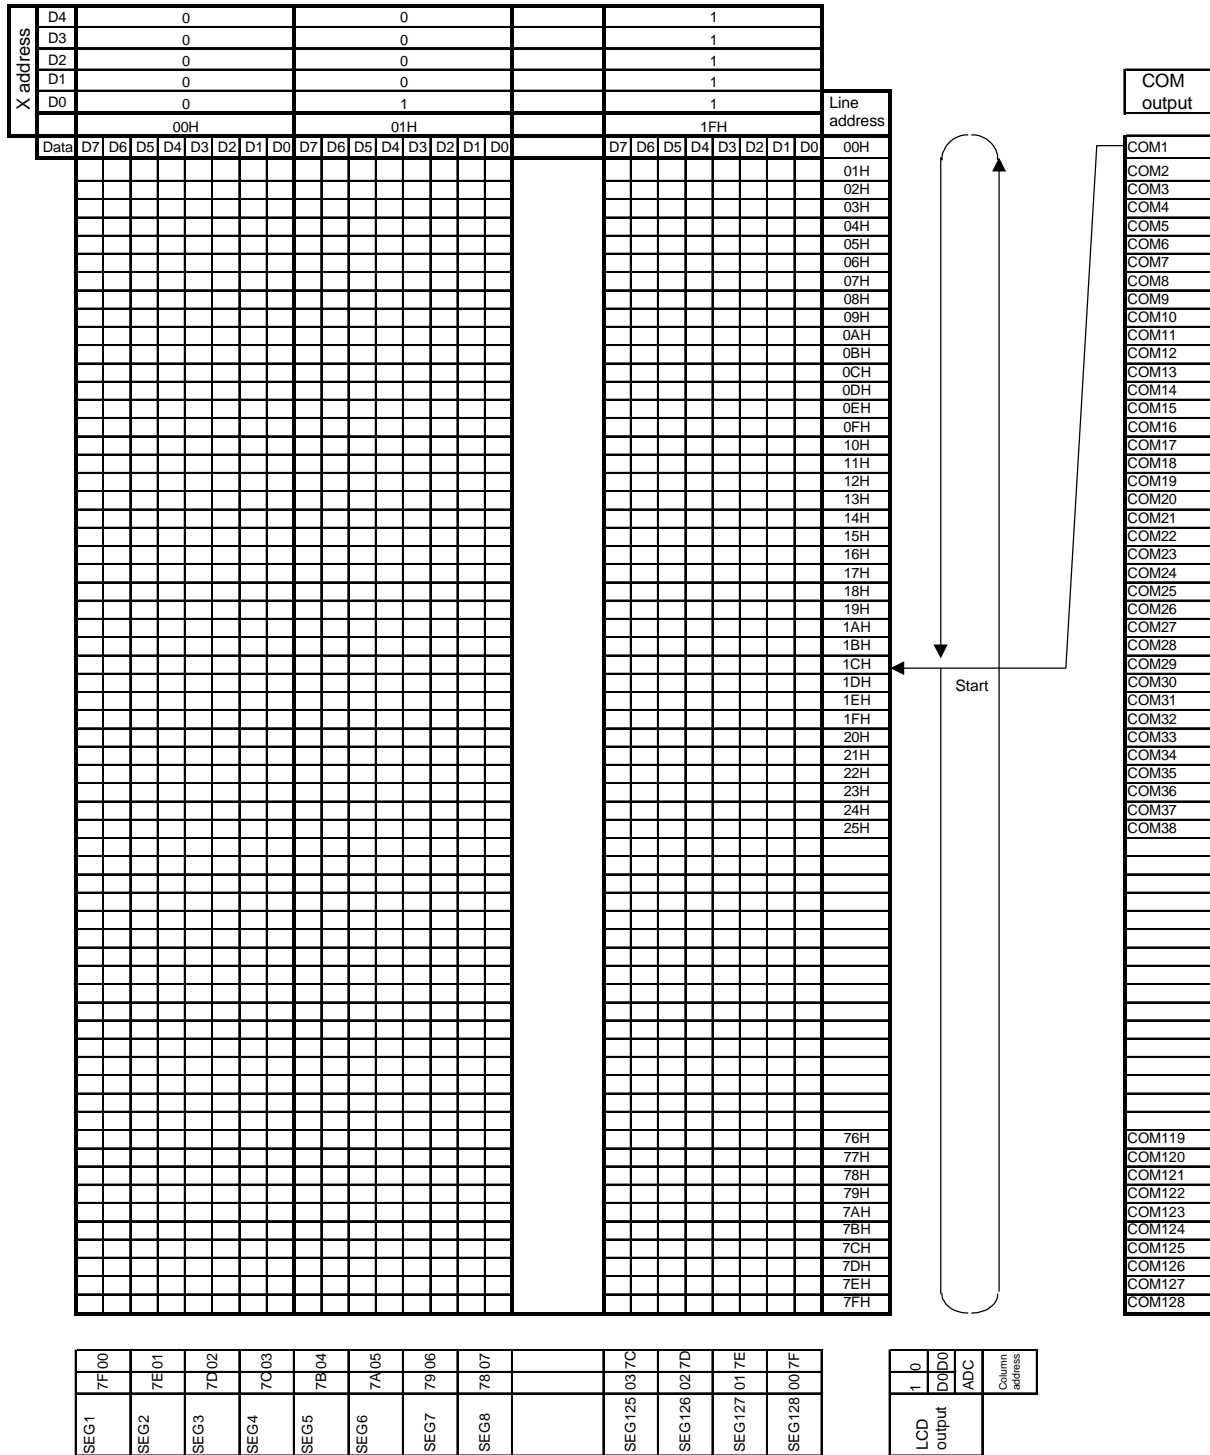 X address
D4 0 0 1
D3 0 0 1
D2 0 0 1
D1 0 0 1
D0 0 1 1
00H 01H 1FH
Line
address
COM
output
Data D7 D6 D5 D4 D3 D2 D1 D0 D7 D6 D5 D4 D3 D2 D1 D0 D7 D6 D5 D4 D3 D2 D1 D0 00H COM1
01H COM2
02H COM3
03H COM4
04H COM5
05H COM6
06H COM7
07H COM8
08H COM9
09H COM10
0AH COM11
0BH COM12
0CH COM13
0DH COM14
0EH COM15
0FH COM16
10H COM17
11H COM18
12H COM19
13H COM20
14H COM21
15H COM22
16H COM23
17H COM24
18H COM25
19H COM26
1AH COM27
1BH COM28
1CH COM29
1DH Start COM30
1EH COM31
1FH COM32
20H COM33
21H COM34
22H COM35
23H COM36
24H COM37
25H COM38
76H COM119
77H COM120
78H COM121
79H COM122
7AH COM123
7BH COM124
7CH COM125
7DH COM126
7EH COM127
7FH COM128
SEG1 7F 00
SEG2 7E 01
SEG3 7D 02
SEG4 7C 03
SEG5 7B 04
SEG6 7A 05
SEG7 79 06
SEG8 78 07
SEG125 03 7C
SEG126 02 7D
SEG127 01 7E
SEG128 00 7F
LCD
output
1 0
D0 D0
ADC
Column
address